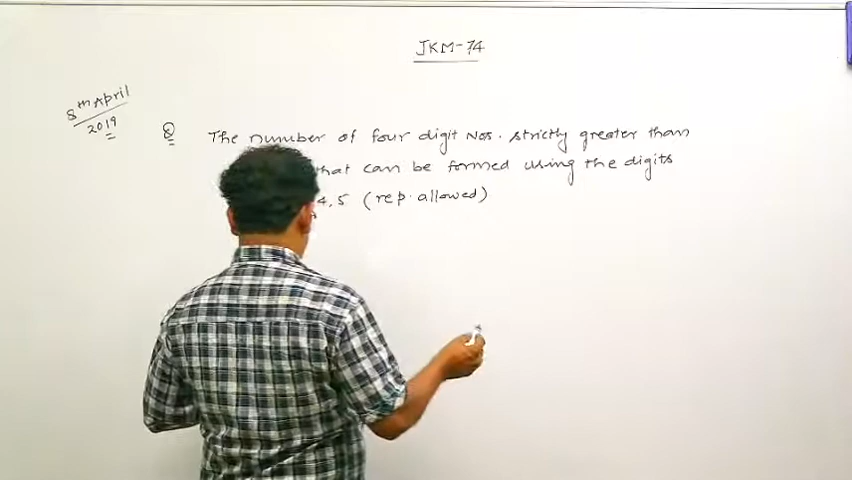 JKM-74
8th April
2019
Q
The number of four digit Nos. strictly greater than
that can be formed using the digits
4,5 (rep. allowed)